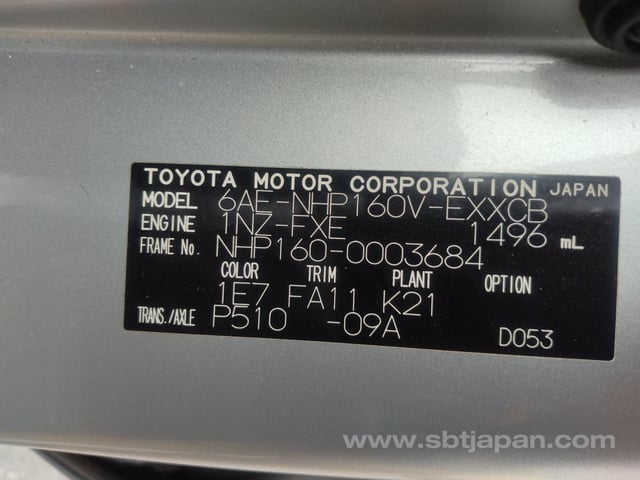 TOYOTA MOTOR CORPORATION JAPAN
MODEL 6AE-NHP160V-EXXCB
ENGINE 1NZ-FXE 1496 mL
FRAME No. NHP160-0003684
COLOR TRIM PLANT OPTION
1E7 FA11 K21
TRANS./AXLE P510 -09A
D053
www.sbtjapan.com